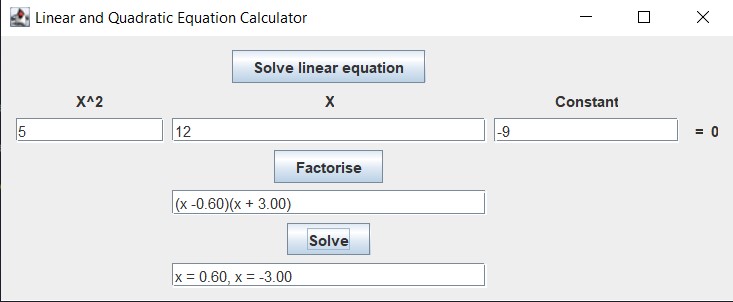 Linear and Quadratic Equation Calculator
Solve linear equation
X^2 X Constant
5 12 -9 = 0
Factorise
(x -0.60)(x + 3.00)
Solve
x = 0.60, x = -3.00